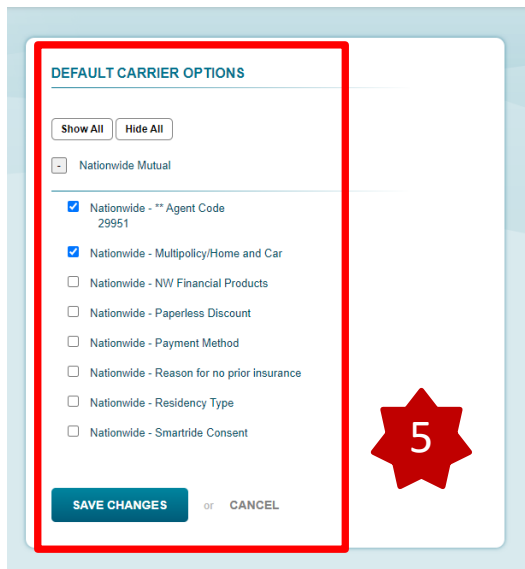 DEFAULT CARRIER OPTIONS
Show All Hide All
- Nationwide Mutual
Nationwide - ** Agent Code
29951
Nationwide - Multipolicy/Home and Car
Nationwide - NW Financial Products
Nationwide - Paperless Discount
Nationwide - Payment Method
Nationwide - Reason for no prior insurance
Nationwide - Residency Type
Nationwide - Smartride Consent
5
SAVE CHANGES or CANCEL